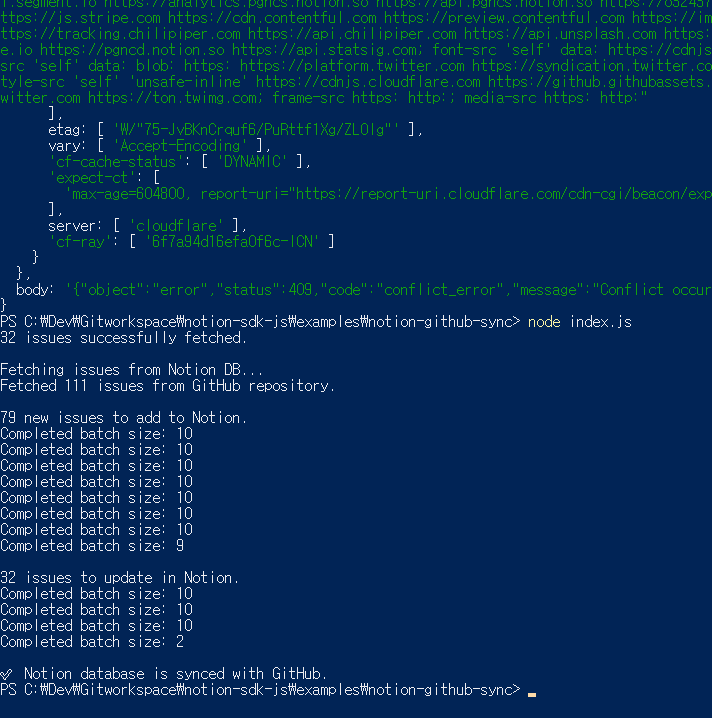 i.segment.io https://analytics.pgncs.notion.so https://api.pgncs.notion.so https://o32457
ttps://js.stripe.com https://cdn.contentful.com https://preview.contentful.com https://im
ttps://tracking.chilipiper.com https://api.chilipiper.com https://api.unsplash.com https:
e.io https://pgncd.notion.so https://api.statsig.com; font-src 'self' data: https://cdnjs
src 'self' data: blob: https: https://platform.twitter.com https://syndication.twitter.co
tyle-src 'self' 'unsafe-inline' https://cdnjs.cloudflare.com https://github.githubassets.
witter.com https://ton.twimg.com; frame-src https: http:; media-src https: http:"
],
etag: [ 'W/"75-JvBKnCrquf6/PuRttf1Xg/ZLOlg"' ],
vary: [ 'Accept-Encoding' ],
'cf-cache-status': [ 'DYNAMIC' ],
'expect-ct': [
'max-age=604800, report-uri="https://report-uri.cloudflare.com/cdn-cgi/beacon/exp
],
server: [ 'cloudflare' ],
'cf-ray': [ '6f7a94d16efa0f6c-ICN' ]
}
},
body: '{"object":"error","status":409,"code":"conflict_error","message":"Conflict occur
}
PS C:₩Dev₩Gitworkspace₩notion-sdk-js₩examples₩notion-github-sync> node index.js
32 issues successfully fetched.
Fetching issues from Notion DB...
Fetched 111 issues from GitHub repository.
79 new issues to add to Notion.
Completed batch size: 10
Completed batch size: 10
Completed batch size: 10
Completed batch size: 10
Completed batch size: 10
Completed batch size: 10
Completed batch size: 10
Completed batch size: 9
32 issues to update in Notion.
Completed batch size: 10
Completed batch size: 10
Completed batch size: 10
Completed batch size: 2
✅ Notion database is synced with GitHub.
PS C:₩Dev₩Gitworkspace₩notion-sdk-js₩examples₩notion-github-sync>